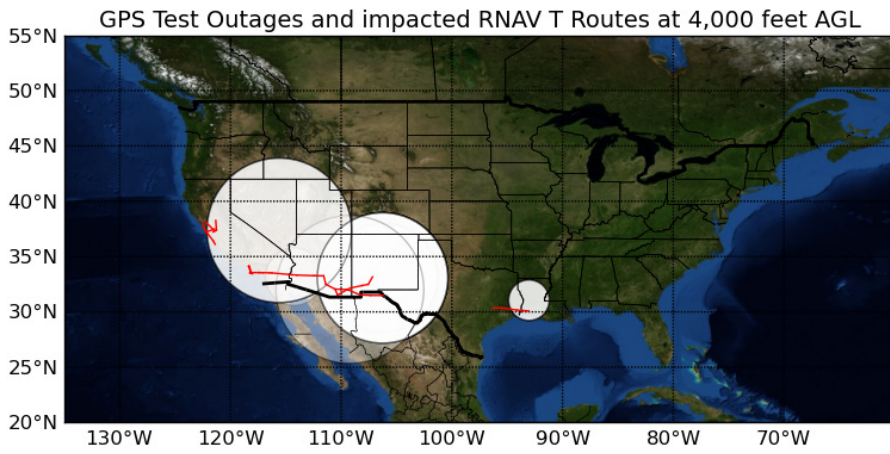 GPS Test Outages and impacted RNAV T Routes at 4,000 feet AGL
55°N
50°N
45°N
40°N
35°N
30°N
25°N
20°N
130°W 120°W 110°W 100°W 90°W 80°W 70°W